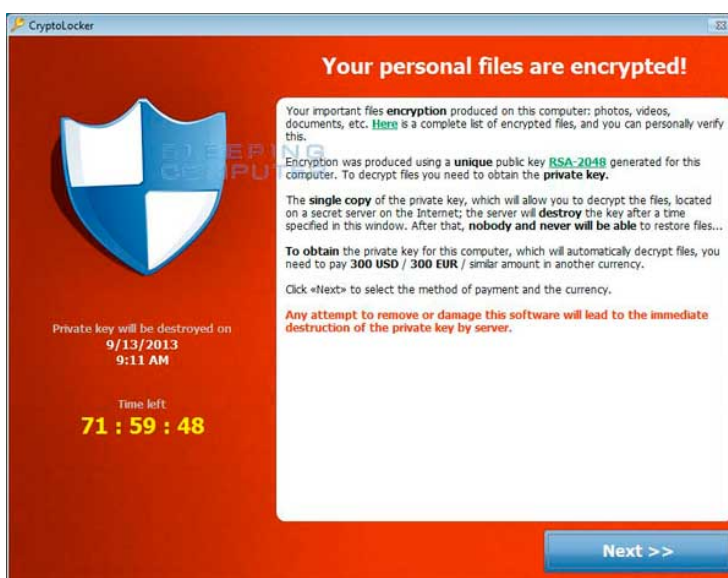 CryptoLocker
Your personal files are encrypted!
Your important files encryption produced on this computer: photos, videos,
documents, etc. Here is a complete list of encrypted files, and you can personally verify
this.
Encryption was produced using a unique public key RSA-2048 generated for this
computer. To decrypt files you need to obtain the private key.
The single copy of the private key, which will allow you to decrypt the files, located
on a secret server on the Internet; the server will destroy the key after a time
specified in this window. After that, nobody and never will be able to restore files...
To obtain the private key for this computer, which will automatically decrypt files, you
need to pay 300 USD / 300 EUR / similar amount in another currency.
Click «Next» to select the method of payment and the currency.
Any attempt to remove or damage this software will lead to the immediate
destruction of the private key by server.
BLEEPING
COMPUTER
Private key will be destroyed on
9/13/2013
9:11 AM
Time left
71 : 59 : 48
Next >>